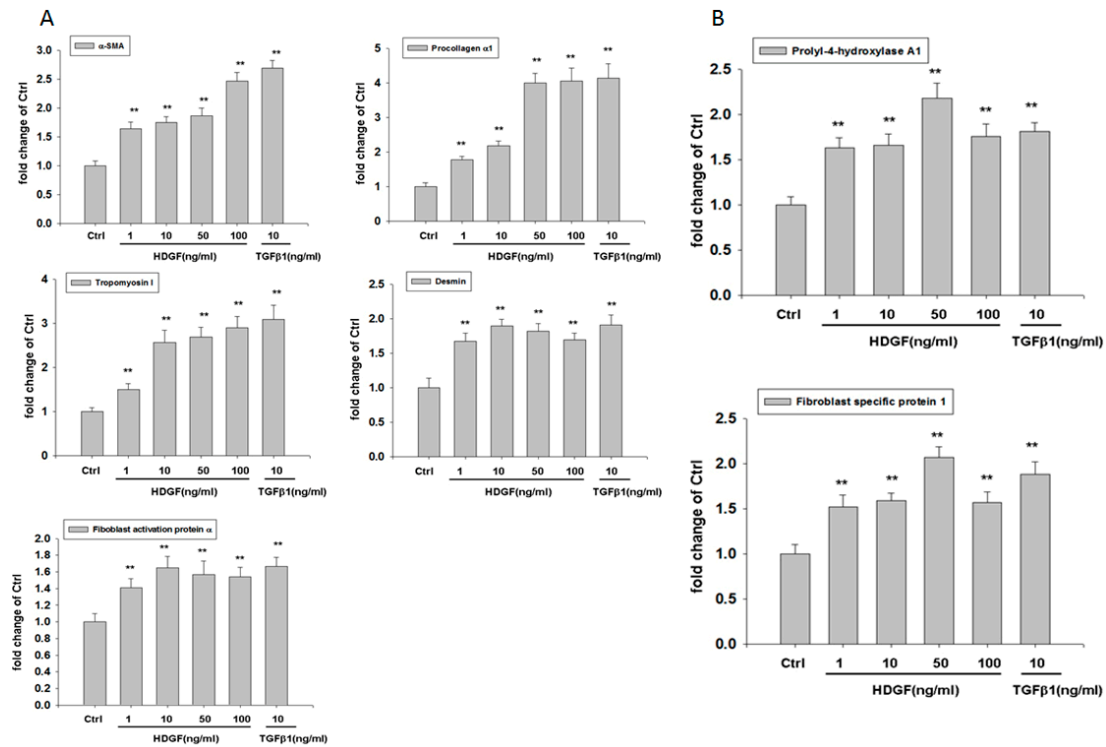 A
α-SMA
fold change of Ctrl
3.0
2.5
2.0
1.5
1.0
0.5
0.0
Ctrl 1 10 50 100 10
HDGF(ng/ml) TGFβ1(ng/ml)
Procollagen α1
fold change of Ctrl
5
4
3
2
1
0
** ** ** ** **
Ctrl 1 10 50 100 10
HDGF(ng/ml) TGFβ1(ng/ml)
Tropomyosin I
fold change of Ctrl
4
3
2
1
0
** ** ** ** **
Ctrl 1 10 50 100 10
HDGF(ng/ml) TGFβ1(ng/ml)
Desmin
fold change of Ctrl
2.5
2.0
1.5
1.0
0.5
0.0
** ** ** ** **
Ctrl 1 10 50 100 10
HDGF(ng/ml) TGFβ1(ng/ml)
Fiboblast activation protein α
fold change of Ctrl
2.0
1.8
1.6
1.4
1.2
1.0
0.8
0.6
0.4
0.2
0.0
** ** ** ** **
Ctrl 1 10 50 100 10
HDGF(ng/ml) TGFβ1(ng/ml)
B
Prolyl-4-hydroxylase A1
fold change of Ctrl
2.5
2.0
1.5
1.0
0.5
0.0
** ** ** ** **
Ctrl 1 10 50 100 10
HDGF(ng/ml) TGFβ1(ng/ml)
Fibroblast specific protein 1
fold change of Ctrl
2.5
2.0
1.5
1.0
0.5
0.0
** ** ** ** **
Ctrl 1 10 50 100 10
HDGF(ng/ml) TGFβ1(ng/ml)